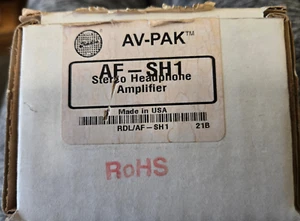 AV-PAK™
AF-SH1
Stereo Headphone
Amplifier
Made in USA
RDL/AF-SH1 21B
RoHS